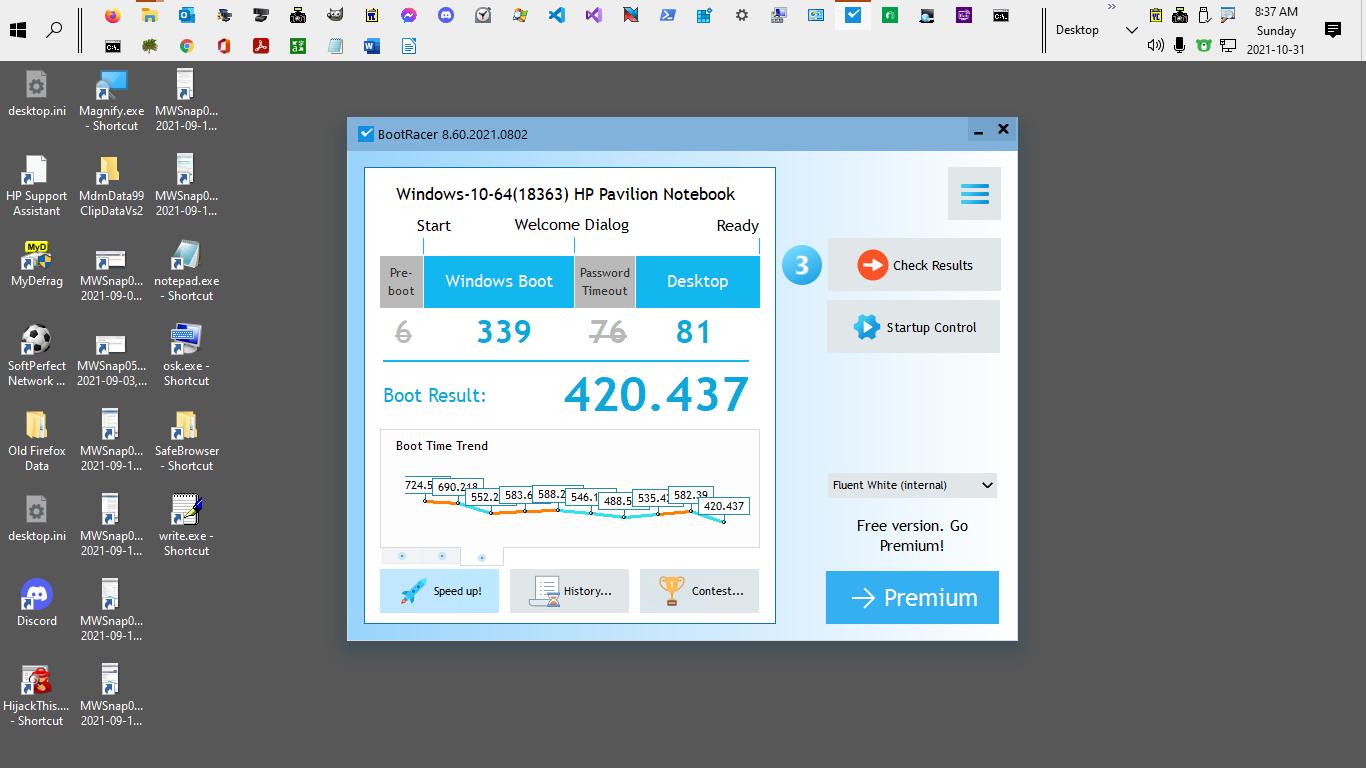 Desktop
»
8:37 AM
Sunday
2021-10-31
desktop.ini
Magnify.exe
- Shortcut
MWSnap0...
2021-09-1...
HP Support
Assistant
MdmData99
ClipDataVs2
MWSnap0...
2021-09-1...
MyDefrag
MWSnap0...
2021-09-0...
notepad.exe
- Shortcut
SoftPerfect
Network ...
MWSnap05...
2021-09-03,...
osk.exe -
Shortcut
Old Firefox
Data
MWSnap0...
2021-09-1...
SafeBrowser
- Shortcut
desktop.ini
MWSnap0...
2021-09-1...
write.exe -
Shortcut
Discord
MWSnap0...
2021-09-1...
HijackThis....
- Shortcut
MWSnap0...
2021-09-1...
BootRacer 8.60.2021.0802
Windows-10-64(18363) HP Pavilion Notebook
Start Welcome Dialog Ready
Pre-
boot
Windows Boot
Password
Timeout
Desktop
6 339 76 81
Boot Result: 420.437
Boot Time Trend
724.5 690.218 552.2 583.6 588.2 546.1 488.5 535.42 582.39 420.437
Speed up! History... Contest...
3
Check Results
Startup Control
Fluent White (internal)
Free version. Go
Premium!
Premium